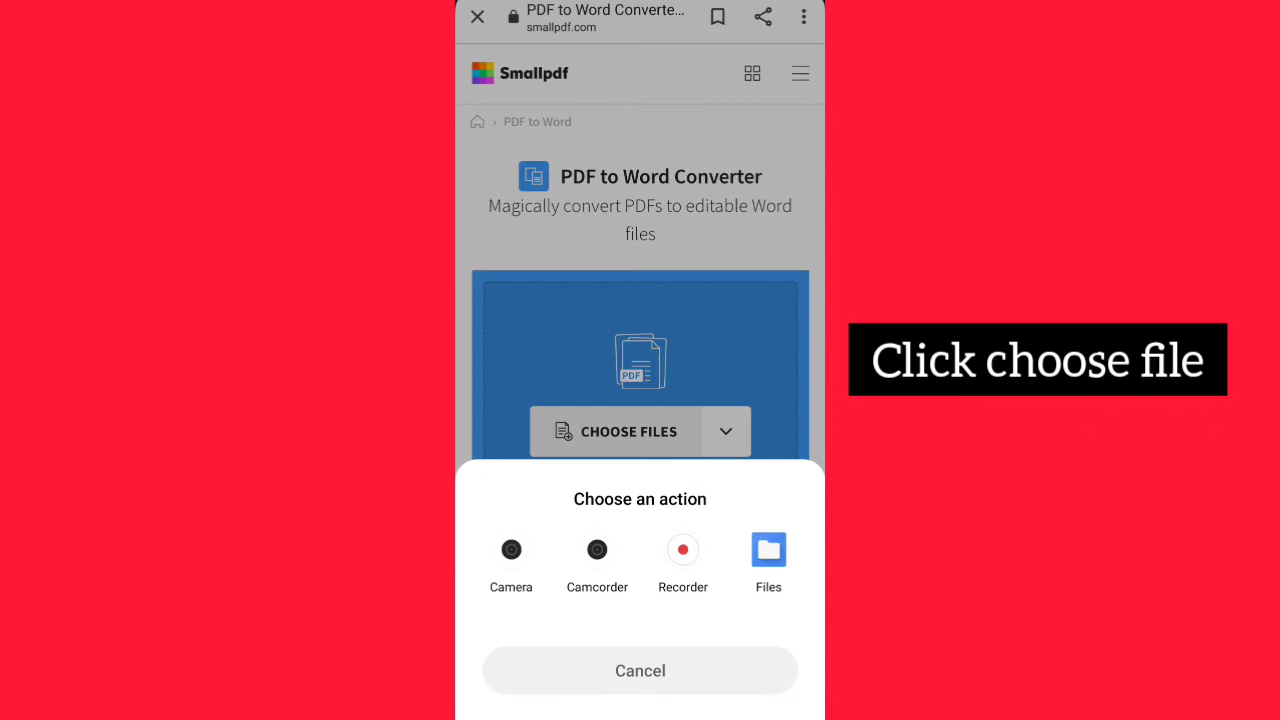 PDF to Word Converte...
smallpdf.com
Smallpdf
PDF to Word
PDF to Word Converter
Magically convert PDFs to editable Word
files
PDF
CHOOSE FILES
Click choose file
Choose an action
Camera
Camcorder
Recorder
Files
Cancel